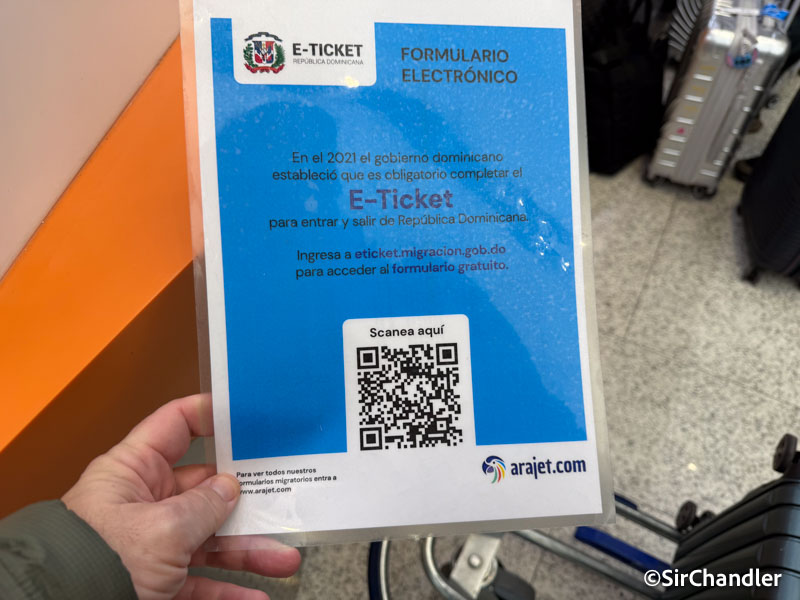 E-TICKET
REPÚBLICA DOMINICANA
FORMULARIO
ELECTRÓNICO
En el 2021 el gobierno dominicano
estableció que es obligatorio completar el
E-Ticket
para entrar y salir de República Dominicana.
Ingresa a eticket.migracion.gob.do
para acceder al formulario gratuito.
Scanea aquí
Para ver todos nuestros
formularios migratorios entra a
www.arajet.com
arajet.com
©SirChandler